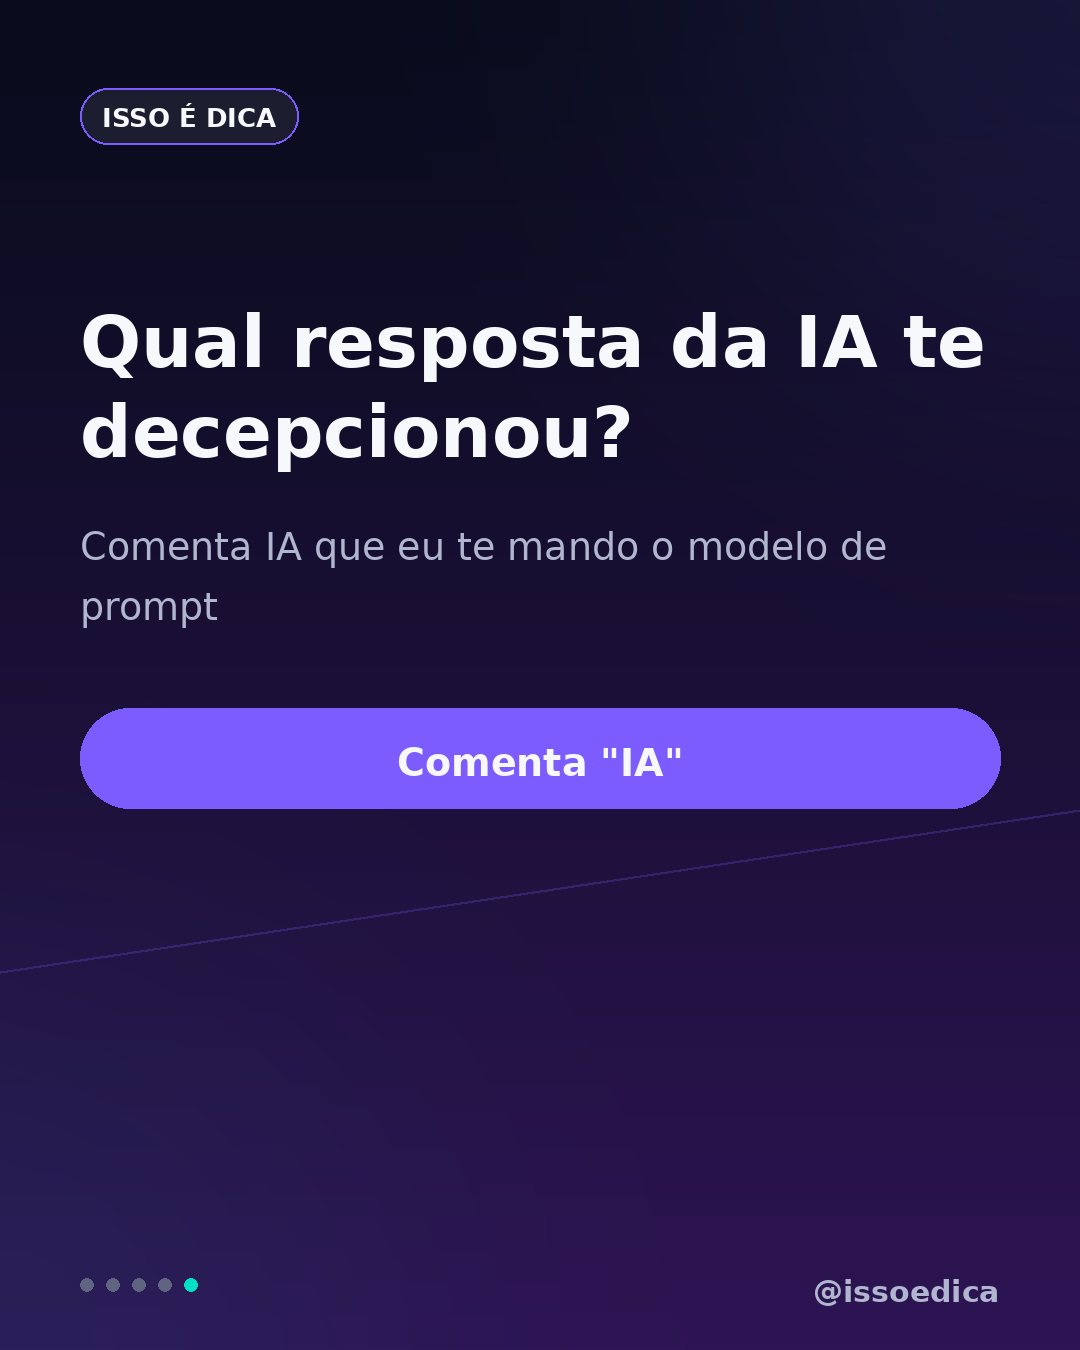 ISSO É DICA
Qual resposta da IA te
decepcionou?
Comenta IA que eu te mando o modelo de
prompt
Comenta "IA"
@issoedica